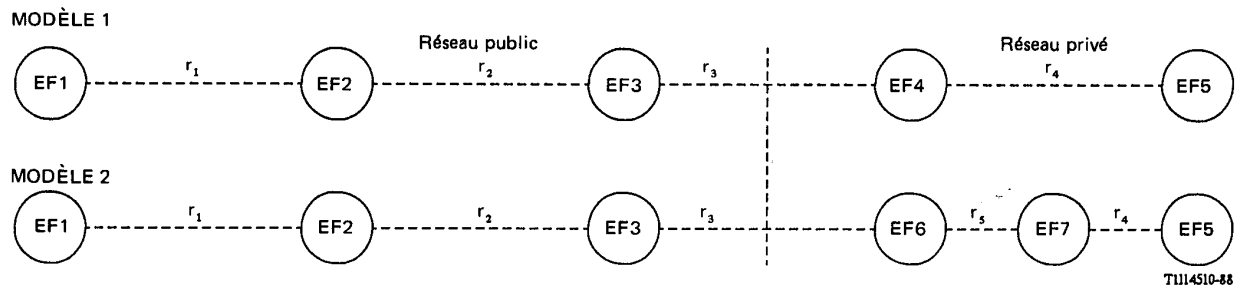 MODÈLE 1
Réseau public
Réseau privé
EF1 r₁ EF2 r₂ EF3 r₃ EF4 r₄ EF5
MODÈLE 2
EF1 r₁ EF2 r₂ EF3 r₃ EF6 r₅ EF7 r₄ EF5
T1114510-88